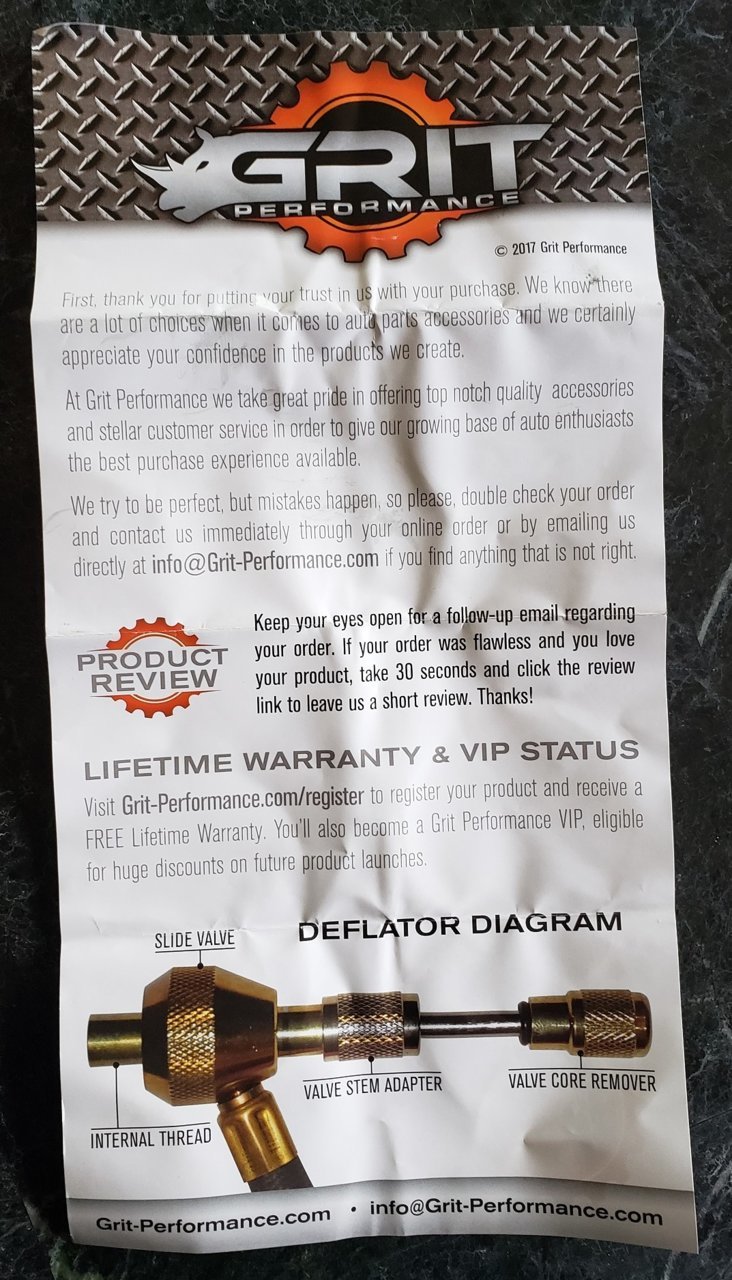 GRIT
PERFORMANCE
© 2017 Grit Performance
First, thank you for putting your trust in us with your purchase. We know there
are a lot of choices when it comes to auto parts accessories and we certainly
appreciate your confidence in the products we create.
At Grit Performance we take great pride in offering top notch quality accessories
and stellar customer service in order to give our growing base of auto enthusiasts
the best purchase experience available.
We try to be perfect, but mistakes happen, so please, double check your order
and contact us immediately through your online order or by emailing us
directly at info@Grit-Performance.com if you find anything that is not right.
PRODUCT
REVIEW
Keep your eyes open for a follow-up email regarding
your order. If your order was flawless and you love
your product, take 30 seconds and click the review
link to leave us a short review. Thanks!
LIFETIME WARRANTY & VIP STATUS
Visit Grit-Performance.com/register to register your product and receive a
FREE Lifetime Warranty. You'll also become a Grit Performance VIP, eligible
for huge discounts on future product launches.
DEFLATOR DIAGRAM
SLIDE VALVE
VALVE STEM ADAPTER
VALVE CORE REMOVER
INTERNAL THREAD
Grit-Performance.com • info@Grit-Performance.com